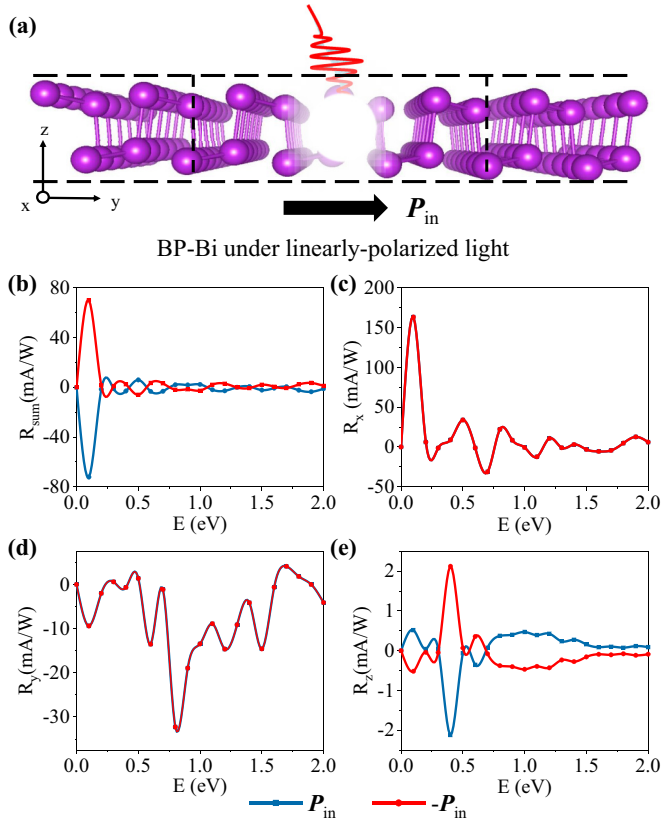 (a)
z
x
y
P_in
BP-Bi under linearly-polarized light
(b)
80
40
0
-40
-80
R_sum(mA/W)
0.0 0.5 1.0 1.5 2.0
E (eV)
(c)
200
150
100
50
0
-50
R_x (mA/W)
0.0 0.5 1.0 1.5 2.0
E (eV)
(d)
0
-10
-20
-30
R_y(mA/W)
0.0 0.5 1.0 1.5 2.0
E (eV)
(e)
2
1
0
-1
-2
R_z(mA/W)
0.0 0.5 1.0 1.5 2.0
E (eV)
P_in
-P_in